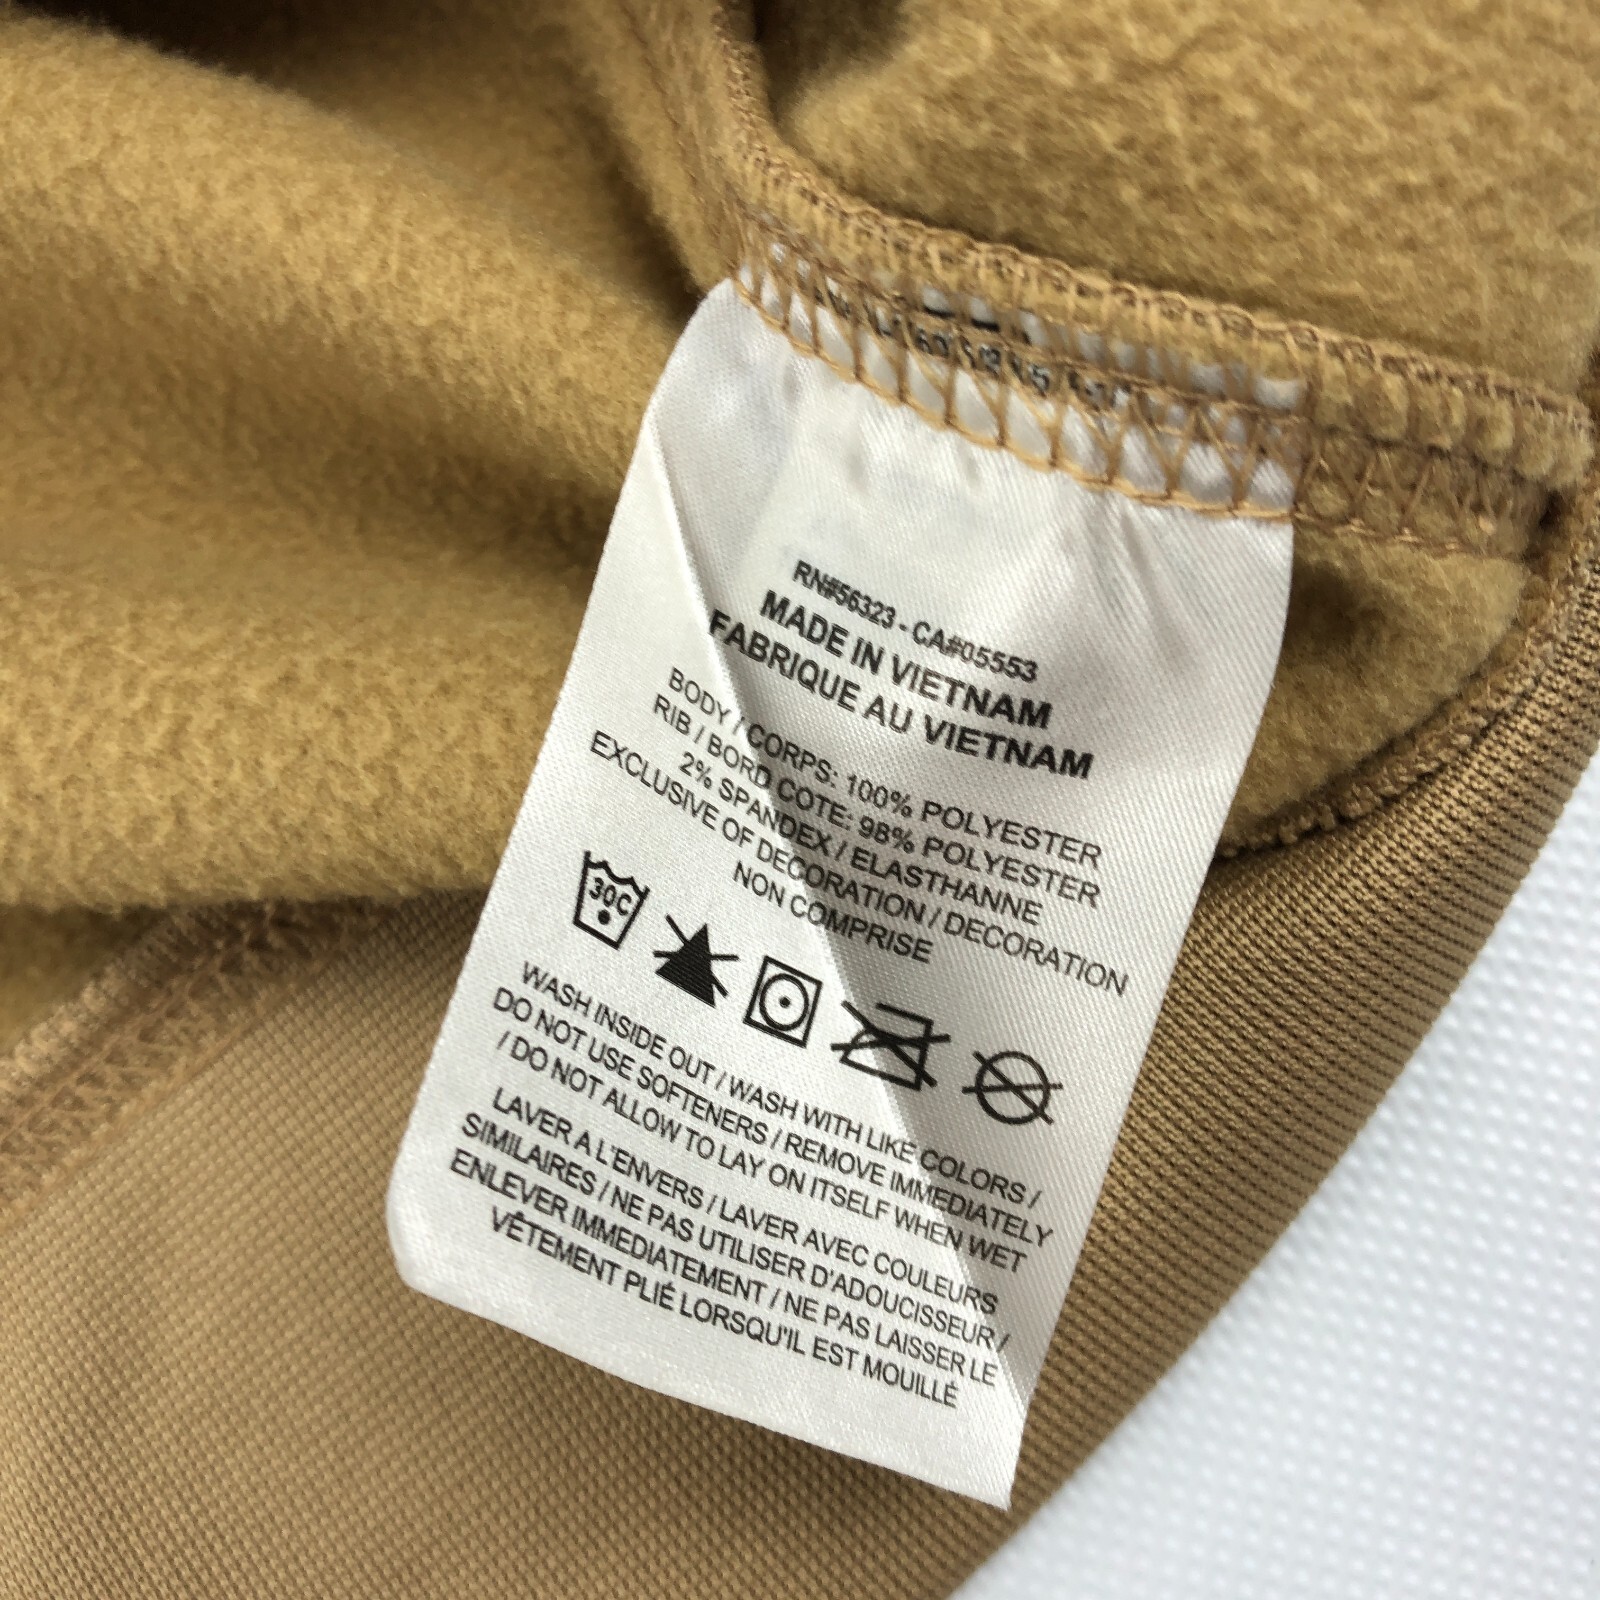 RN#56323 - CA#05553
MADE IN VIETNAM
FABRIQUE AU VIETNAM
BODY / CORPS: 100% POLYESTER
RIB / BORD COTE: 98% POLYESTER
2% SPANDEX / ELASTHANNE
EXCLUSIVE OF DECORATION / DECORATION
NON COMPRISE
30C
WASH INSIDE OUT / WASH WITH LIKE COLORS /
DO NOT USE SOFTENERS / REMOVE IMMEDIATELY
/ DO NOT ALLOW TO LAY ON ITSELF WHEN WET
LAVER A L'ENVERS / LAVER AVEC COULEURS
SIMILAIRES / NE PAS UTILISER D'ADOUCISSEUR /
ENLEVER IMMEDIATEMENT / NE PAS LAISSER LE
VÊTEMENT PLIÉ LORSQU'IL EST MOUILLÉ